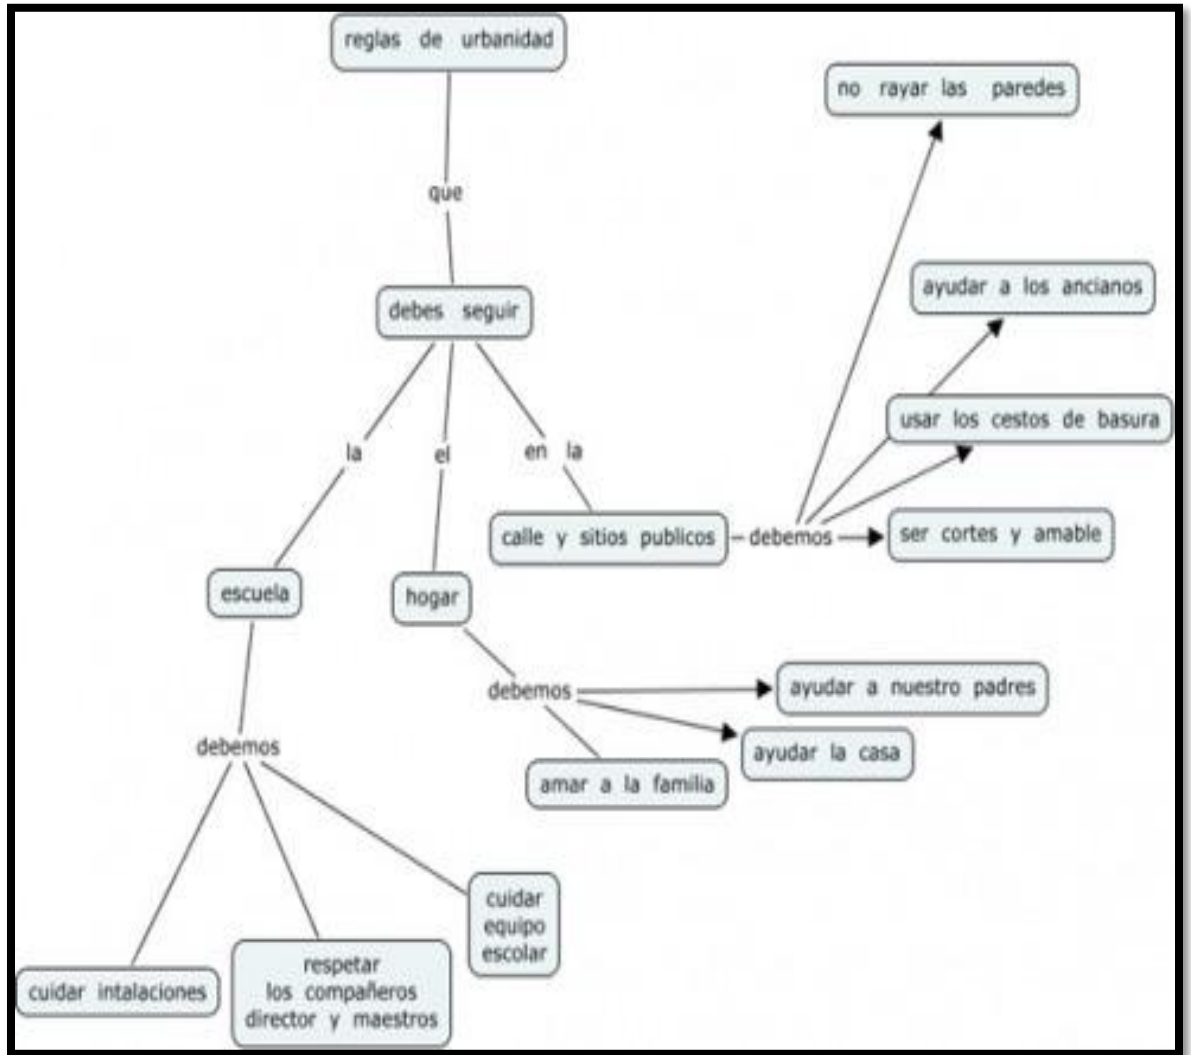 reglas de urbanidad
no rayar las paredes
que
ayudar a los ancianos
debes seguir
usar los cestos de basura
la
el
en la
calle y sitios publicos
debemos
ser cortes y amable
escuela
hogar
debemos
ayudar a nuestro padres
debemos
ayudar la casa
amar a la familia
cuidar
equipo
escolar
cuidar intalaciones
respetar
los compañeros
director y maestros